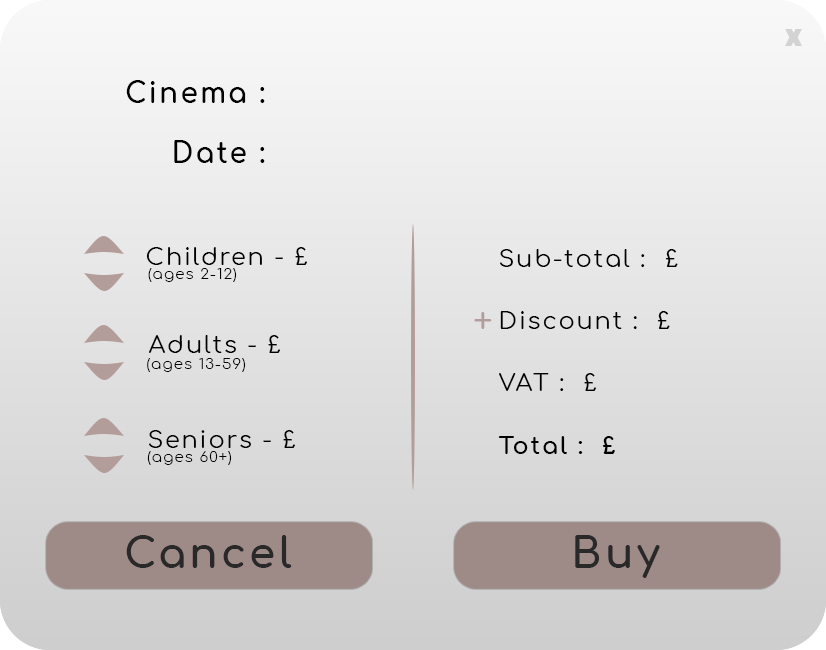 x
Cinema :
Date :
Children - £
(ages 2-12)
Adults - £
(ages 13-59)
Seniors - £
(ages 60+)
Sub-total : £
+ Discount : £
VAT : £
Total : £
Cancel
Buy